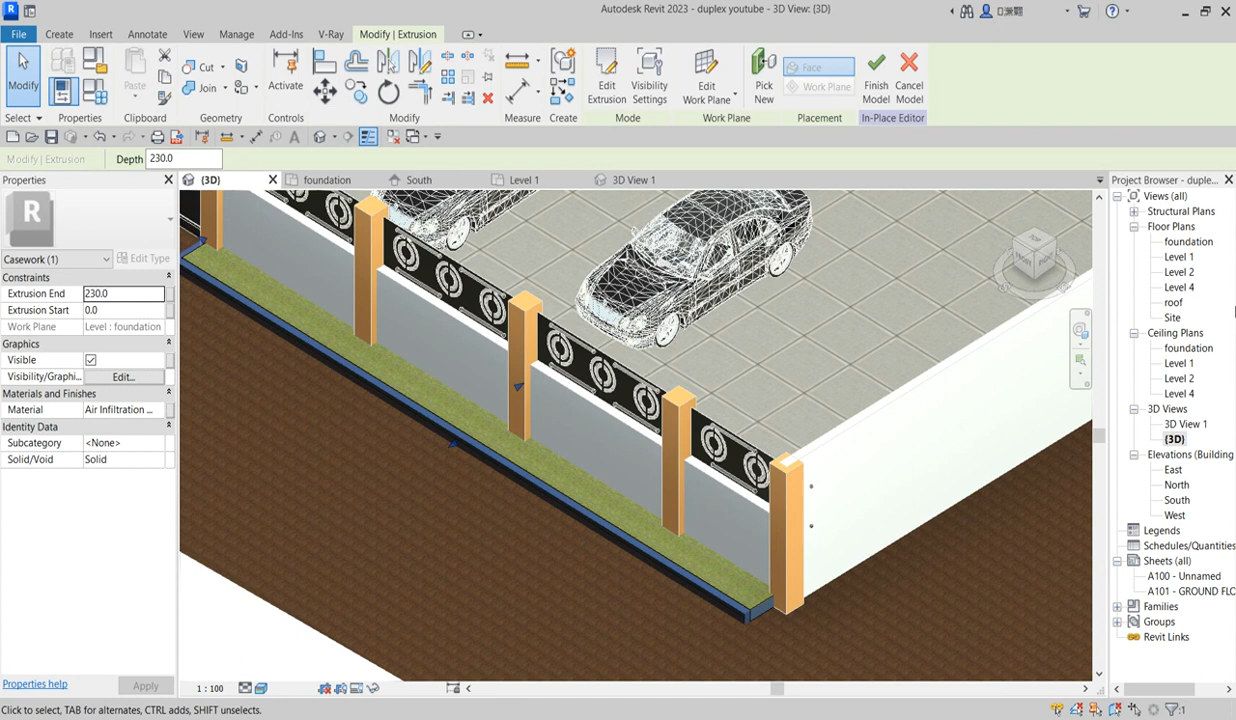 Autodesk Revit 2023 - duplex youtube - 3D View: {3D}
File Create Insert Annotate View Manage Add-Ins V-Ray Modify | Extrusion
Modify Paste Cut Join Activate Edit Extrusion Visibility Settings Edit Work Plane Pick New Face Work Plane Finish Model Cancel Model
Select Properties Clipboard Geometry Controls Modify Measure Create Mode Work Plane Placement In-Place Editor
Modify | Extrusion Depth 230.0
Properties
{3D} foundation South Level 1 3D View 1
Project Browser - duple...
Casework (1) Edit Type
Constraints
Extrusion End 230.0
Extrusion Start 0.0
Work Plane Level : foundation
Graphics
Visible
Visibility/Graphi... Edit...
Materials and Finishes
Material Air Infiltration ...
Identity Data
Subcategory <None>
Solid/Void Solid
Properties help Apply
TOP
FRONT
RIGHT
Views (all)
Structural Plans
Floor Plans
foundation
Level 1
Level 2
Level 4
roof
Site
Ceiling Plans
foundation
Level 1
Level 2
Level 4
3D Views
3D View 1
{3D}
Elevations (Building
East
North
South
West
Legends
Schedules/Quantities
Sheets (all)
A100 - Unnamed
A101 - GROUND FLO
Families
Groups
Revit Links
1 : 100
Click to select, TAB for alternates, CTRL adds, SHIFT unselects.
:1